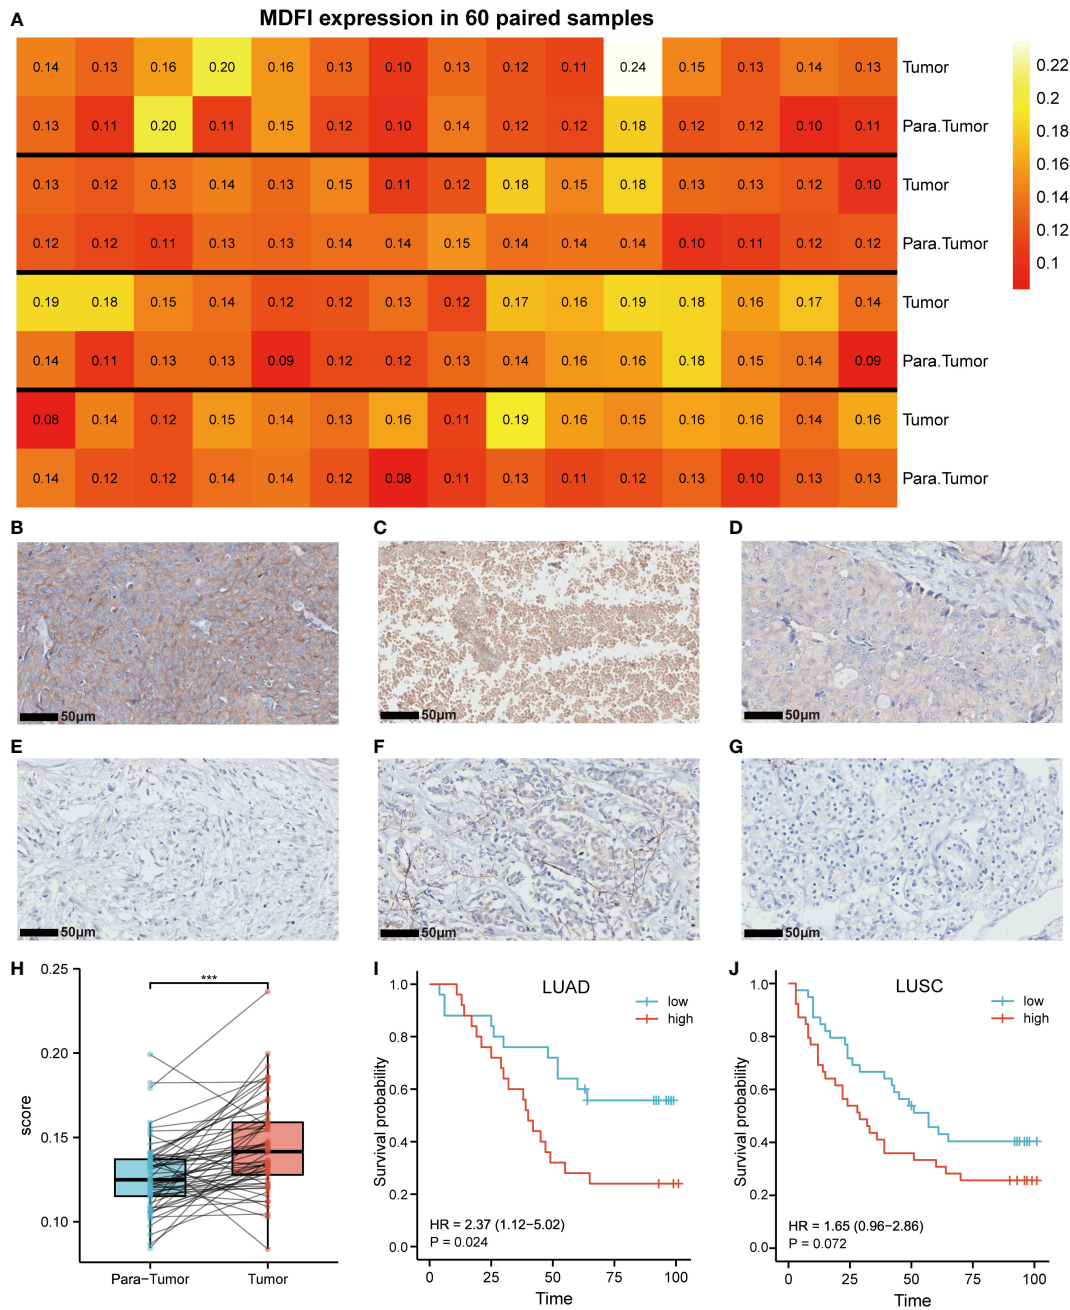 A
MDFI expression in 60 paired samples
0.14 0.13 0.16 0.20 0.16 0.13 0.10 0.13 0.12 0.11 0.24 0.15 0.13 0.14 0.13 Tumor
0.13 0.11 0.20 0.11 0.15 0.12 0.10 0.14 0.12 0.12 0.18 0.12 0.12 0.10 0.11 Para.Tumor
0.13 0.12 0.13 0.14 0.13 0.15 0.11 0.12 0.18 0.15 0.18 0.13 0.13 0.12 0.10 Tumor
0.12 0.12 0.11 0.13 0.13 0.14 0.14 0.15 0.14 0.14 0.14 0.10 0.11 0.12 0.12 Para.Tumor
0.19 0.18 0.15 0.14 0.12 0.12 0.13 0.12 0.17 0.16 0.19 0.18 0.16 0.17 0.14 Tumor
0.14 0.11 0.13 0.13 0.09 0.12 0.12 0.13 0.14 0.16 0.16 0.18 0.15 0.14 0.09 Para.Tumor
0.08 0.14 0.12 0.15 0.14 0.13 0.16 0.11 0.19 0.16 0.15 0.16 0.16 0.14 0.16 Tumor
0.14 0.12 0.12 0.14 0.14 0.12 0.08 0.11 0.13 0.11 0.12 0.13 0.10 0.13 0.13 Para.Tumor
0.22
0.2
0.18
0.16
0.14
0.12
0.1
B
50µm
C
50µm
D
50µm
E
50µm
F
50µm
G
50µm
H
0.25
0.20
0.15
0.10
score
***
Para−Tumor Tumor
I
LUAD
low
high
1.0
0.8
0.6
0.4
0.2
0.0
Survival probability
HR = 2.37 (1.12−5.02)
P = 0.024
0 25 50 75 100
Time
J
LUSC
low
high
1.0
0.8
0.6
0.4
0.2
0.0
Survival probability
HR = 1.65 (0.96−2.86)
P = 0.072
0 25 50 75 100
Time